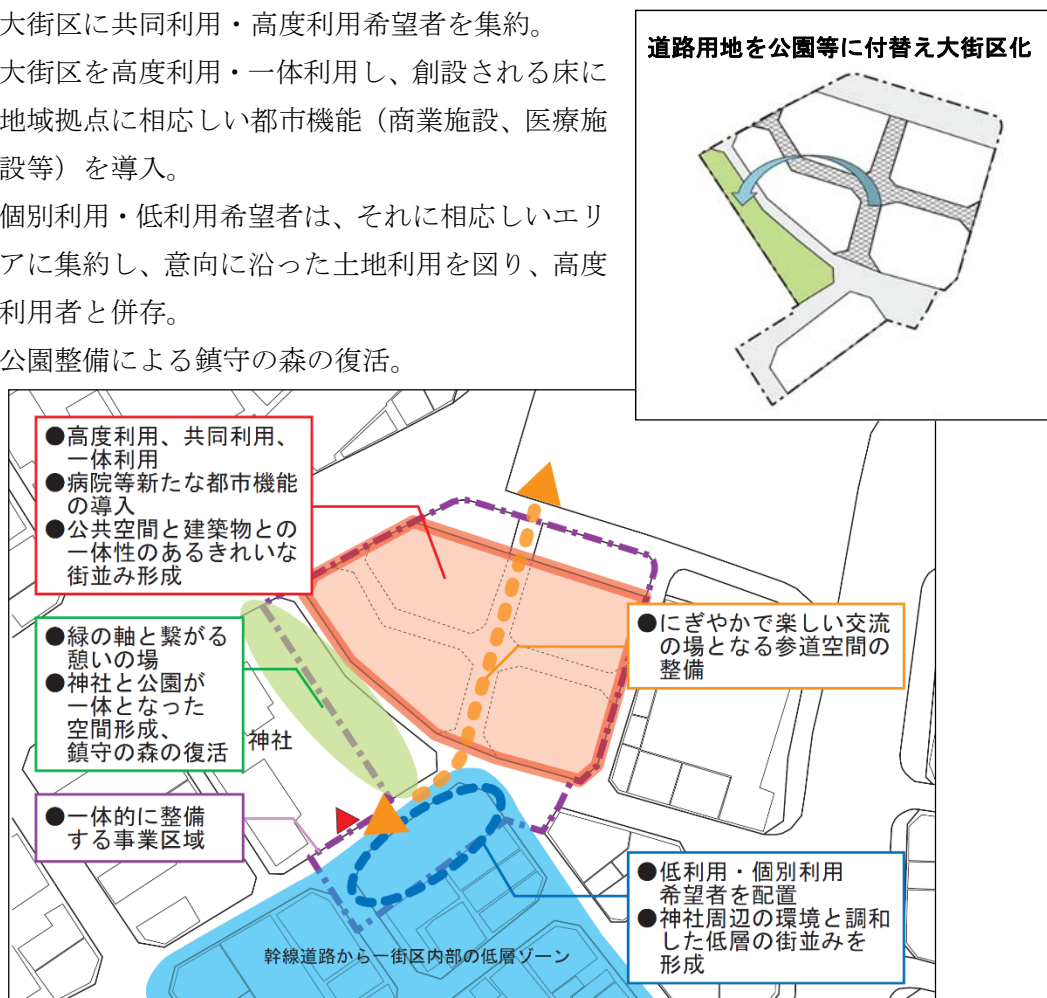 大街区に共同利用・高度利用希望者を集約。
大街区を高度利用・一体利用し、創設される床に
地域拠点に相応しい都市機能（商業施設、医療施
設等）を導入。
個別利用・低利用希望者は、それに相応しいエリ
アに集約し、意向に沿った土地利用を図り、高度
利用者と併存。
公園整備による鎮守の森の復活。
道路用地を公園等に付替え大街区化
●高度利用、共同利用、
一体利用
●病院等新たな都市機能
の導入
●公共空間と建築物との
一体性のあるきれいな
街並み形成
●緑の軸と繋がる
憩いの場
●神社と公園が
一体となった
空間形成、
鎮守の森の復活
神社
●一体的に整備
する事業区域
●にぎやかで楽しい交流
の場となる参道空間の
整備
●低利用・個別利用
希望者を配置
●神社周辺の環境と調和
した低層の街並みを
形成
幹線道路から一街区内部の低層ゾーン